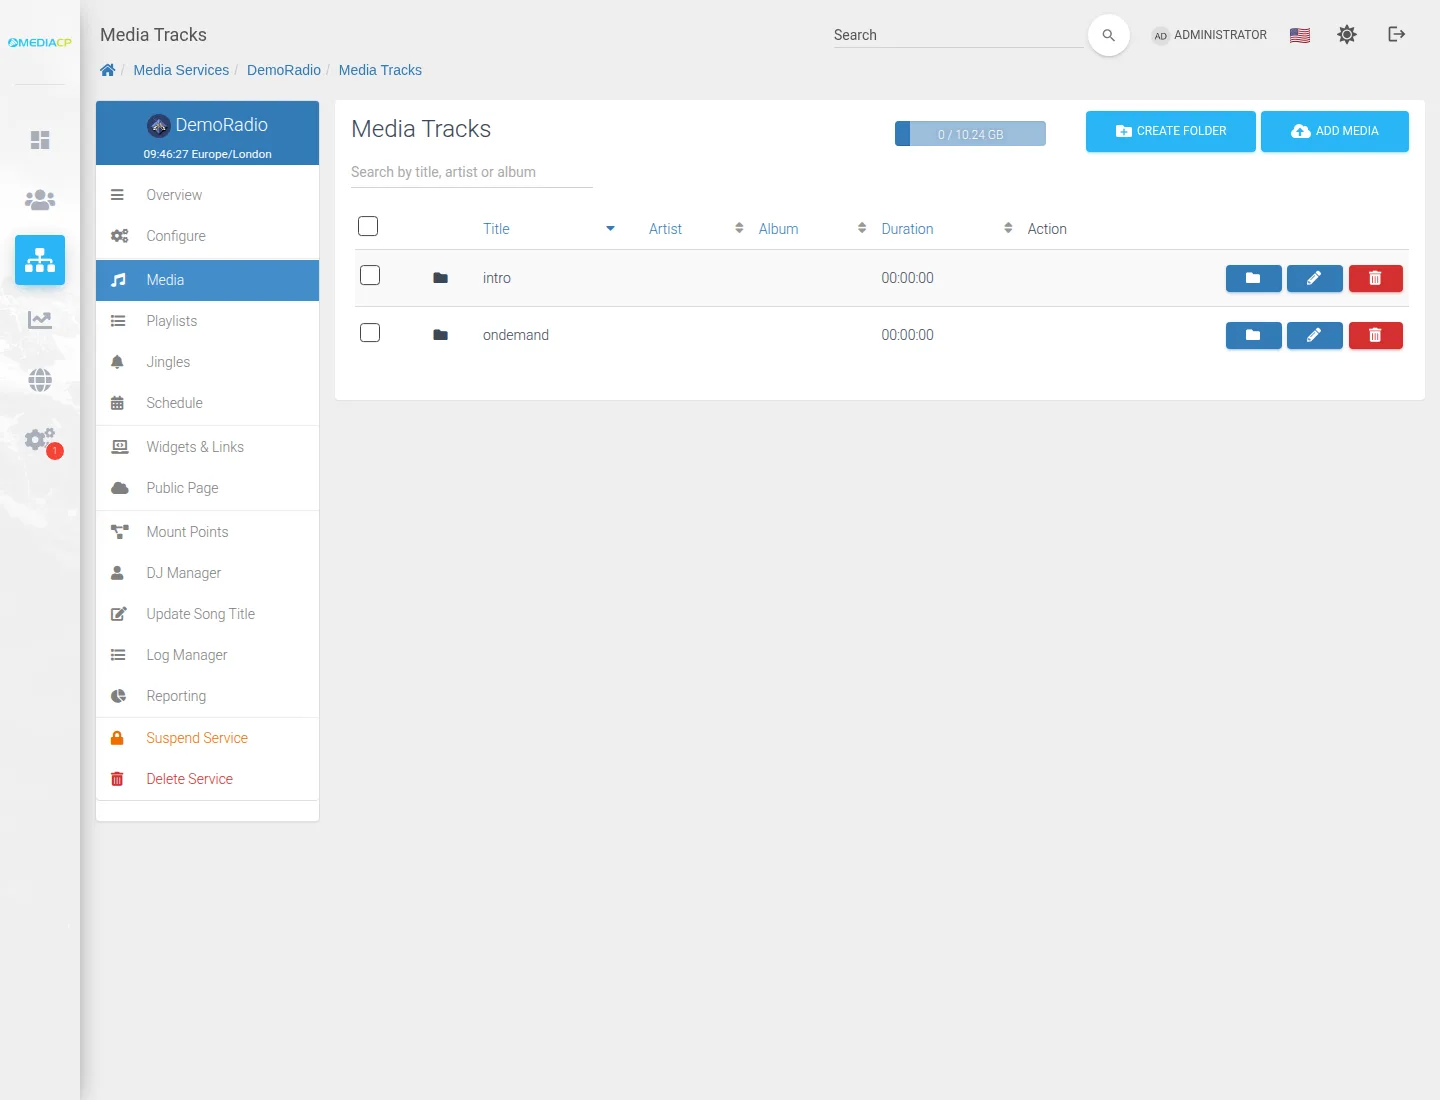 MEDIACP
Media Tracks
Search
AD ADMINISTRATOR
/ Media Services / DemoRadio / Media Tracks
DemoRadio
09:46:27 Europe/London
Overview
Configure
Media
Playlists
Jingles
Schedule
Widgets & Links
Public Page
Mount Points
DJ Manager
Update Song Title
Log Manager
Reporting
Suspend Service
Delete Service
1
Media Tracks
0 / 10.24 GB
CREATE FOLDER
ADD MEDIA
Search by title, artist or album
Title Artist Album Duration Action
intro 00:00:00
ondemand 00:00:00